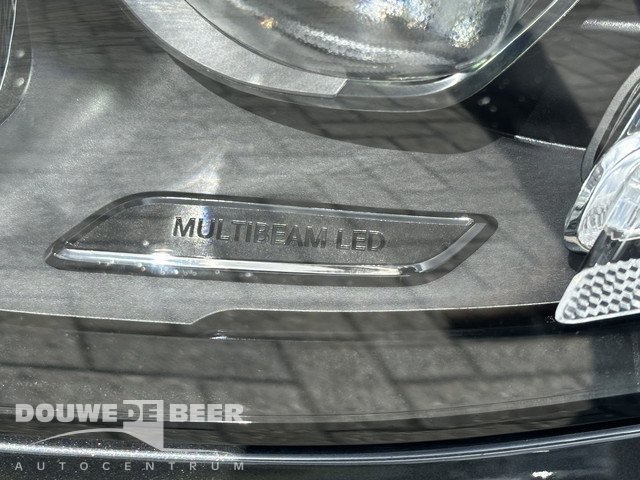 MULTIBEAM LED
DOUWE DE BEER
AUTOCENTRUM